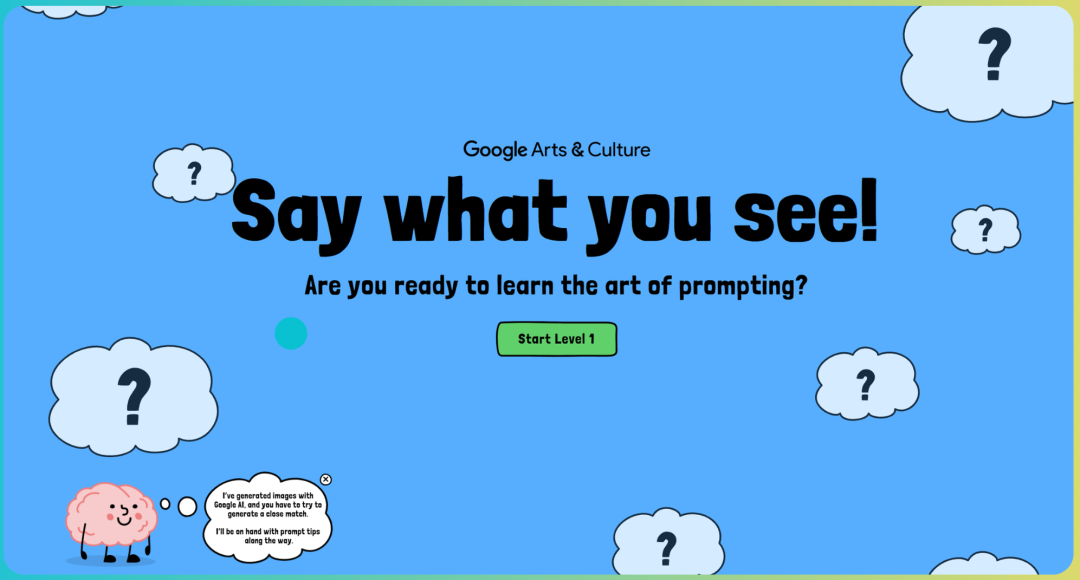 ?
Google Arts & Culture
?
Say what you see!
?
Are you ready to learn the art of prompting?
Start Level 1
?
?
I've generated images with
Google AI, and you have to try to
generate a close match.
I'll be on hand with prompt tips
along the way.
?